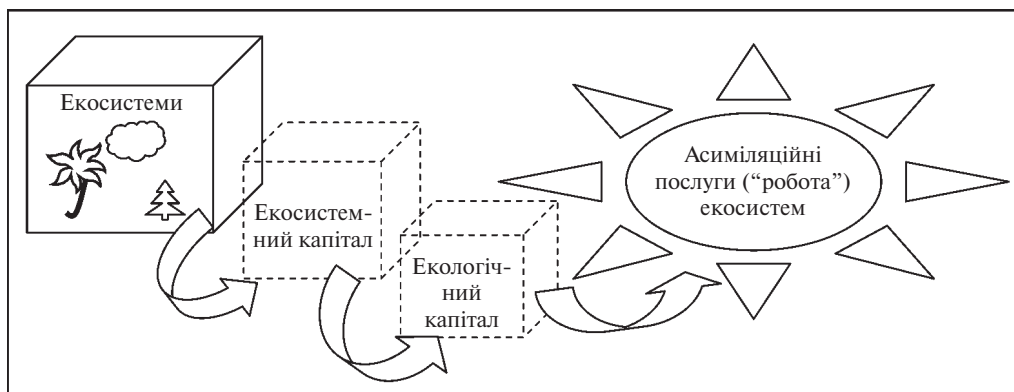 Екосистеми
Екосистем-
ний капітал
Екологіч-
ний
капітал
Асиміляційні
послуги (“робота”)
екосистем